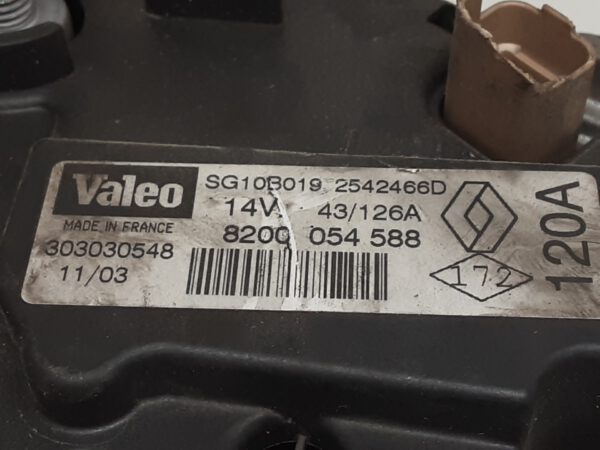 Valeo
MADE IN FRANCE
303030548
11/03
SG10B019 2542466D
14V 43/126A
8200 054 588
172
120A